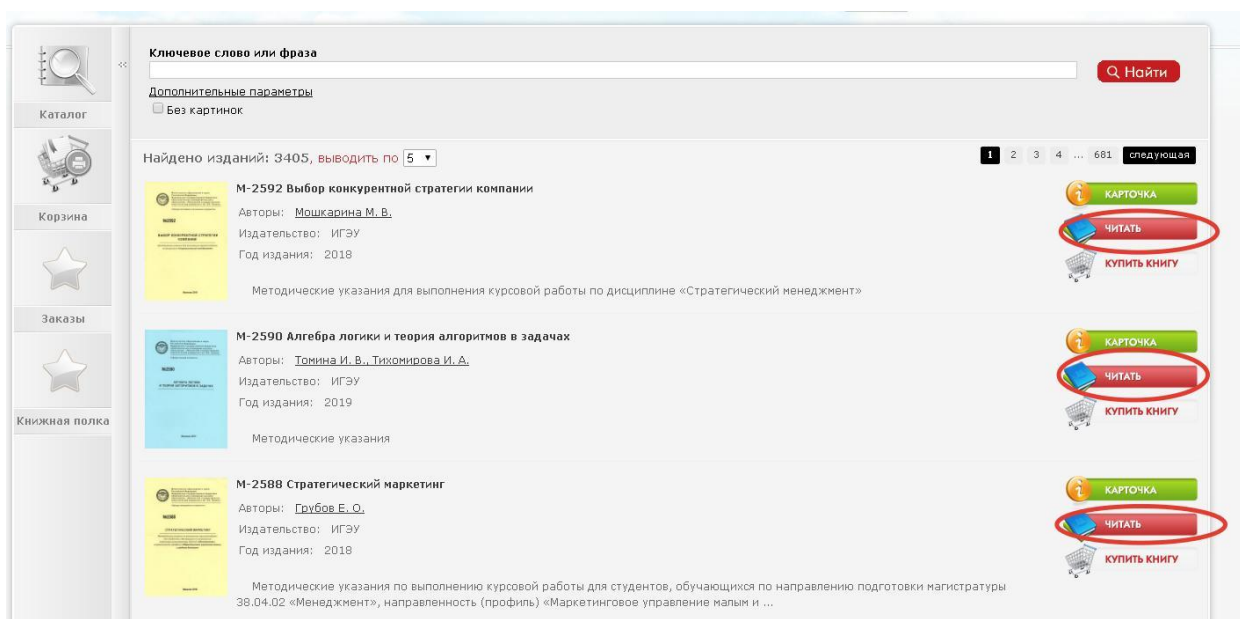 Ключевое слово или фраза
Найти
Дополнительные параметры
Без картинок
Каталог
Корзина
Заказы
Книжная полка
Найдено изданий: 3405, выводить по 5
1 2 3 4 ... 681 следующая
М-2592 Выбор конкурентной стратегии компании
Авторы: Мошкарина М. В.
Издательство: ИГЭУ
Год издания: 2018
Методические указания для выполнения курсовой работы по дисциплине «Стратегический менеджмент»
КАРТОЧКА
ЧИТАТЬ
КУПИТЬ КНИГУ
М-2590 Алгебра логики и теория алгоритмов в задачах
Авторы: Томина И. В., Тихомирова И. А.
Издательство: ИГЭУ
Год издания: 2019
Методические указания
КАРТОЧКА
ЧИТАТЬ
КУПИТЬ КНИГУ
М-2588 Стратегический маркетинг
Авторы: Грубов Е. О.
Издательство: ИГЭУ
Год издания: 2018
Методические указания по выполнению курсовой работы для студентов, обучающихся по направлению подготовки магистратуры
38.04.02 «Менеджмент», направленность (профиль) «Маркетинговое управление малым и ...
КАРТОЧКА
ЧИТАТЬ
КУПИТЬ КНИГУ